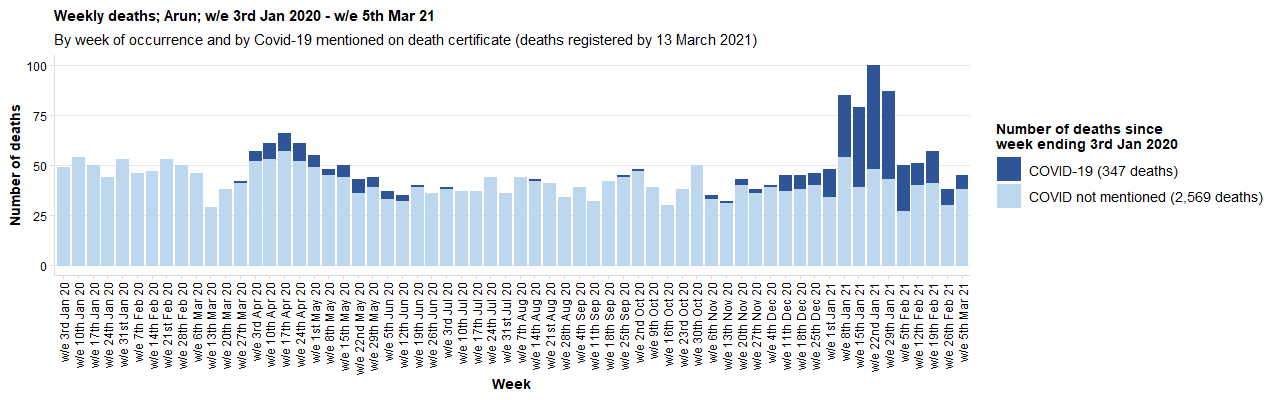 Weekly deaths; Arun; w/e 3rd Jan 2020 - w/e 5th Mar 21
By week of occurrence and by Covid-19 mentioned on death certificate (deaths registered by 13 March 2021)
Number of deaths
100
75
50
25
0
w/e 3rd Jan 20
w/e 10th Jan 20
w/e 17th Jan 20
w/e 24th Jan 20
w/e 31st Jan 20
w/e 7th Feb 20
w/e 14th Feb 20
w/e 21st Feb 20
w/e 28th Feb 20
w/e 6th Mar 20
w/e 13th Mar 20
w/e 20th Mar 20
w/e 27th Mar 20
w/e 3rd Apr 20
w/e 10th Apr 20
w/e 17th Apr 20
w/e 24th Apr 20
w/e 1st May 20
w/e 8th May 20
w/e 15th May 20
w/e 22nd May 20
w/e 29th May 20
w/e 5th Jun 20
w/e 12th Jun 20
w/e 19th Jun 20
w/e 26th Jun 20
w/e 3rd Jul 20
w/e 10th Jul 20
w/e 17th Jul 20
w/e 24th Jul 20
w/e 31st Jul 20
w/e 7th Aug 20
w/e 14th Aug 20
w/e 21st Aug 20
w/e 28th Aug 20
w/e 4th Sep 20
w/e 11th Sep 20
w/e 18th Sep 20
w/e 25th Sep 20
w/e 2nd Oct 20
w/e 9th Oct 20
w/e 16th Oct 20
w/e 23rd Oct 20
w/e 30th Oct 20
w/e 6th Nov 20
w/e 13th Nov 20
w/e 20th Nov 20
w/e 27th Nov 20
w/e 4th Dec 20
w/e 11th Dec 20
w/e 18th Dec 20
w/e 25th Dec 20
w/e 1st Jan 21
w/e 8th Jan 21
w/e 15th Jan 21
w/e 22nd Jan 21
w/e 29th Jan 21
w/e 5th Feb 21
w/e 12th Feb 21
w/e 19th Feb 21
w/e 26th Feb 21
w/e 5th Mar 21
Week
Number of deaths since
week ending 3rd Jan 2020
COVID-19 (347 deaths)
COVID not mentioned (2,569 deaths)